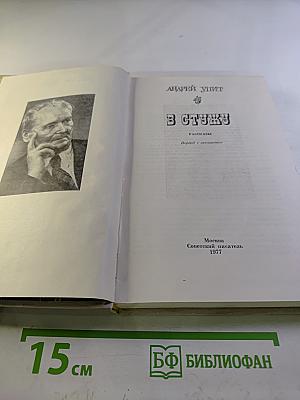 АНДРЕЙ УПИТ
В СТУЖУ
РАССКАЗЫ
Перевод с латышского
Москва
Советский писатель
1977
15 см
БФ БИБЛИОФАН